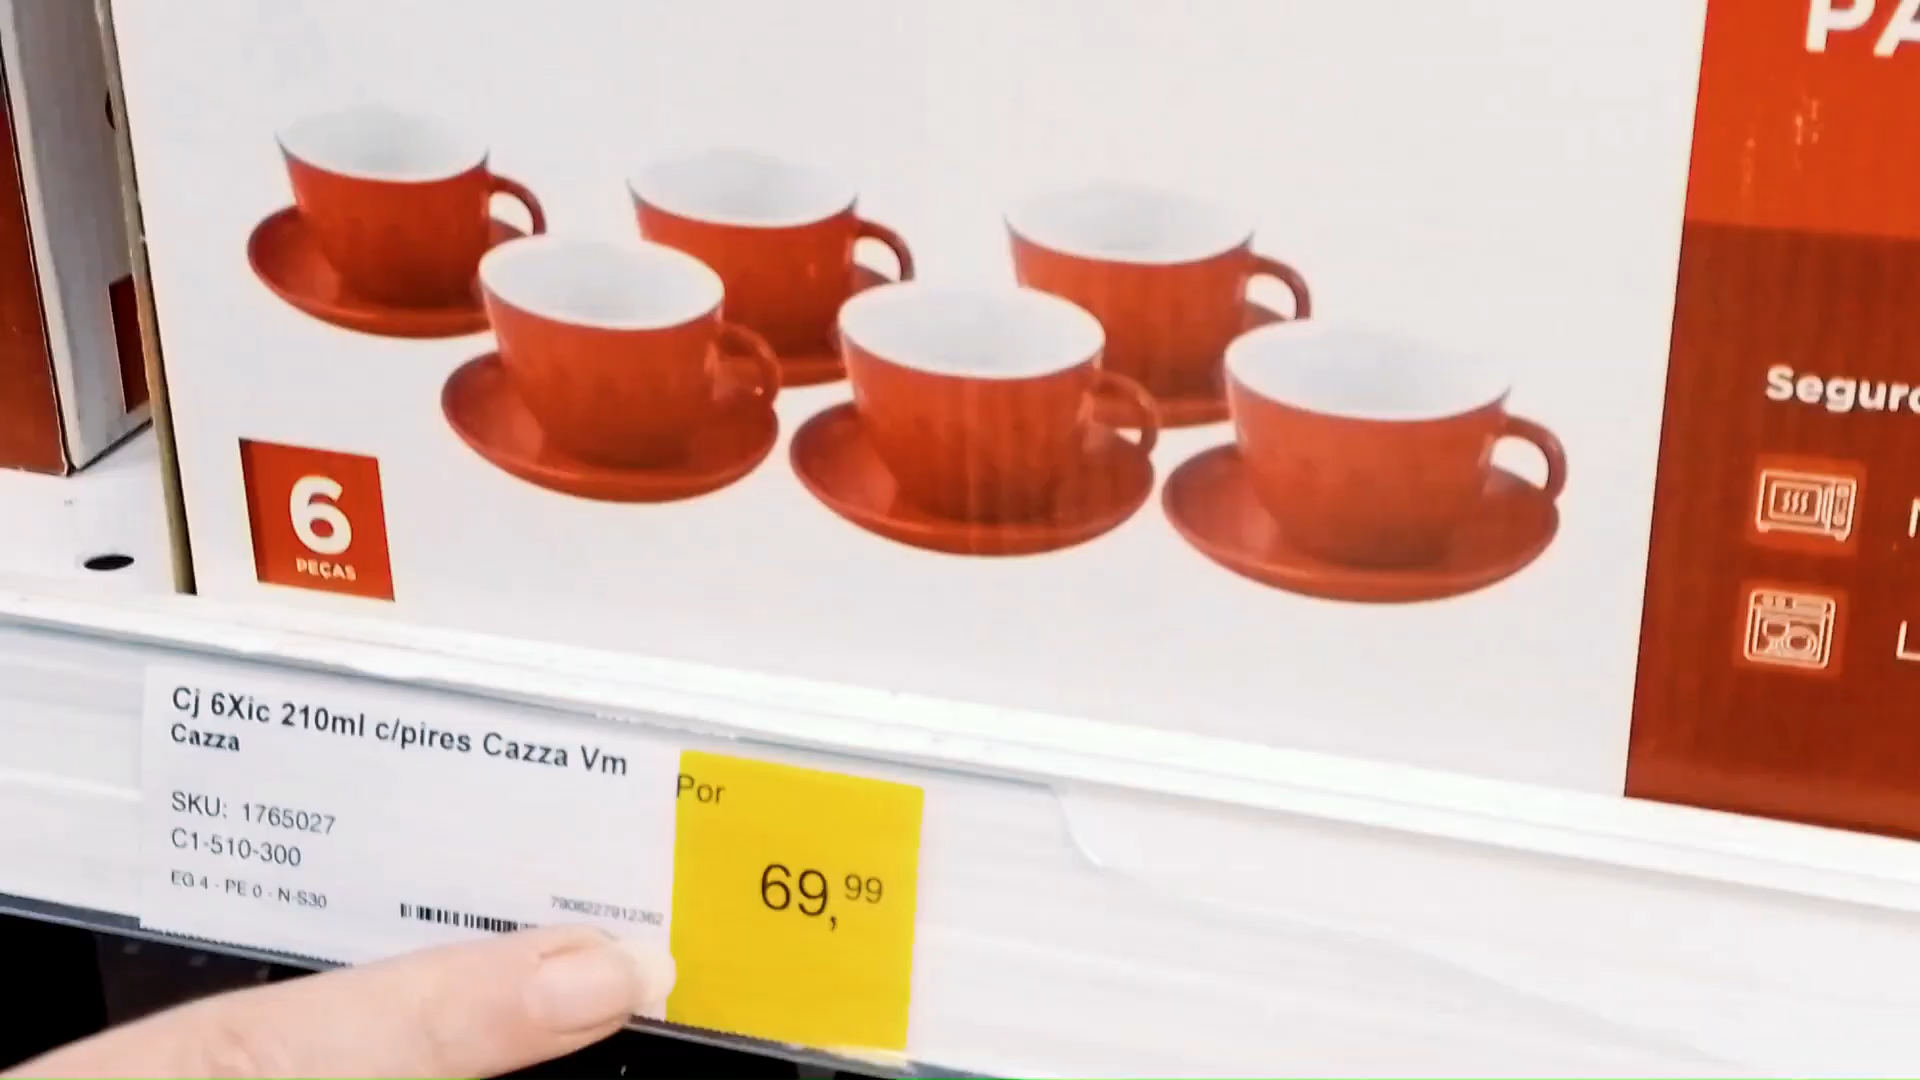 PA
Seguro
6
PEÇAS
Cj 6Xic 210ml c/pires Cazza Vm
Cazza
SKU: 1765027
C1-510-300
EG 4 - PE 0 - N-S30
7908227912362
Por
69,99